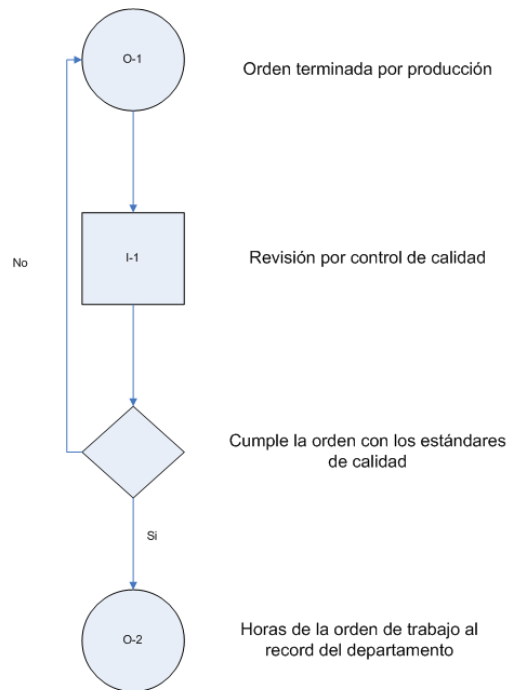 O-1
Orden terminada por producción
No
I-1
Revisión por control de calidad
Cumple la orden con los estándares
de calidad
Si
O-2
Horas de la orden de trabajo al
record del departamento